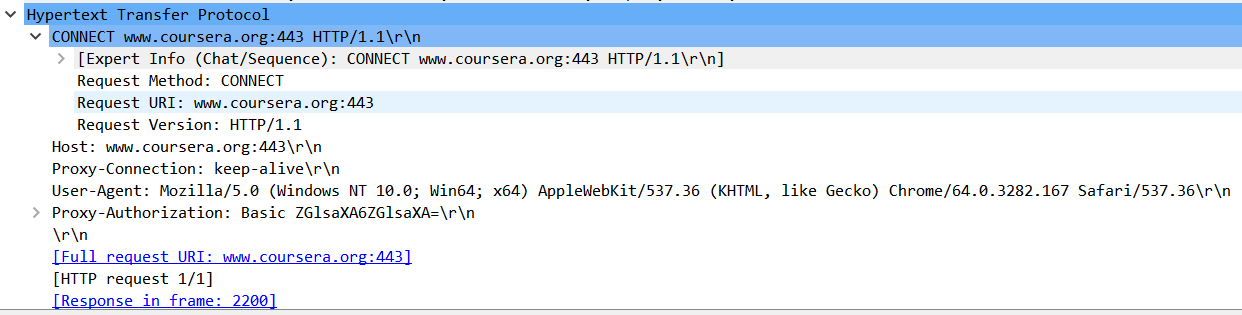 Hypertext Transfer Protocol
CONNECT www.coursera.org:443 HTTP/1.1\r\n
[Expert Info (Chat/Sequence): CONNECT www.coursera.org:443 HTTP/1.1\r\n]
Request Method: CONNECT
Request URI: www.coursera.org:443
Request Version: HTTP/1.1
Host: www.coursera.org:443\r\n
Proxy-Connection: keep-alive\r\n
User-Agent: Mozilla/5.0 (Windows NT 10.0; Win64; x64) AppleWebKit/537.36 (KHTML, like Gecko) Chrome/64.0.3282.167 Safari/537.36\r\n
Proxy-Authorization: Basic ZGlsaXA6ZGlsaXA=\r\n
\r\n
[Full request URI: www.coursera.org:443]
[HTTP request 1/1]
[Response in frame: 2200]